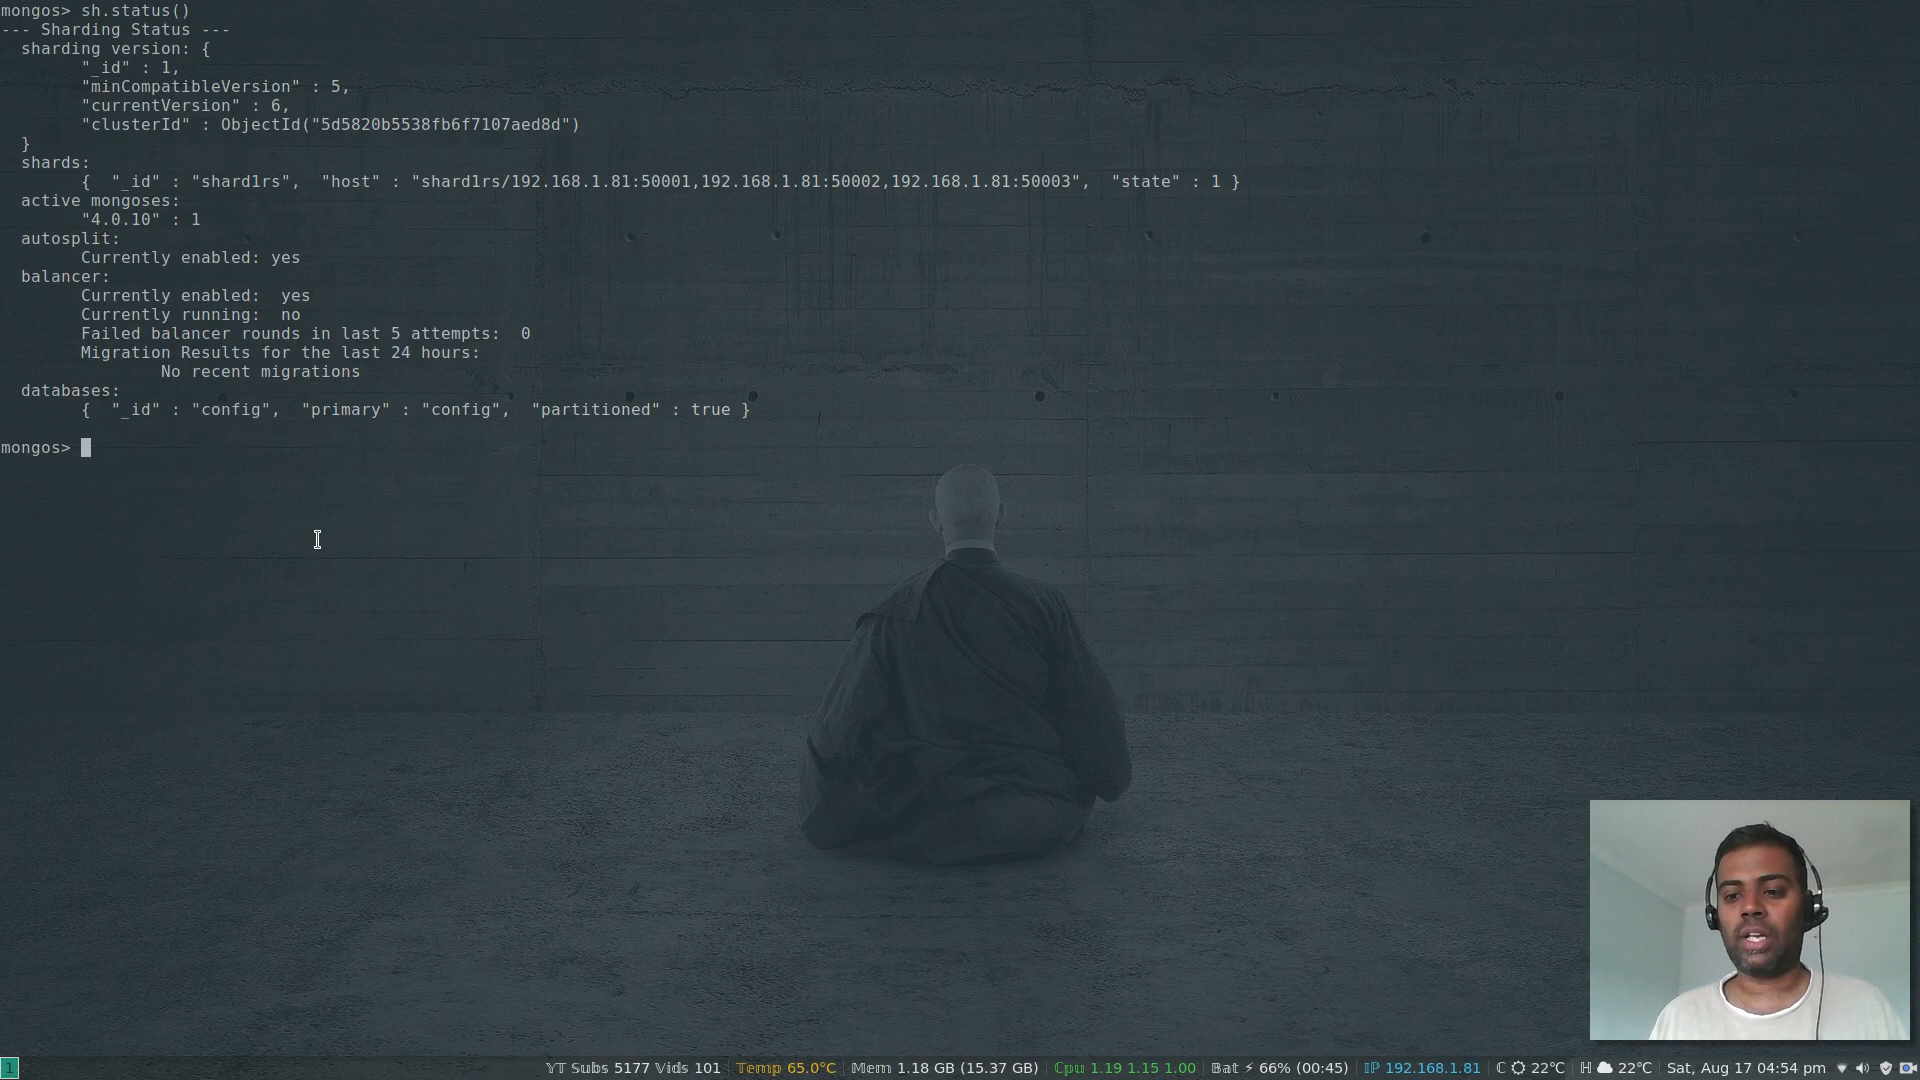 mongos> sh.status()
--- Sharding Status ---
  sharding version: {
        "_id" : 1,
        "minCompatibleVersion" : 5,
        "currentVersion" : 6,
        "clusterId" : ObjectId("5d5820b5538fb6f7107aed8d")
  }
  shards:
        {  "_id" : "shard1rs",  "host" : "shard1rs/192.168.1.81:50001,192.168.1.81:50002,192.168.1.81:50003",  "state" : 1 }
  active mongoses:
        "4.0.10" : 1
  autosplit:
        Currently enabled: yes
  balancer:
        Currently enabled:  yes
        Currently running:  no
        Failed balancer rounds in last 5 attempts:  0
        Migration Results for the last 24 hours:
                No recent migrations
  databases:
        {  "_id" : "config",  "primary" : "config",  "partitioned" : true }
mongos>
1 YT Subs 5177 Vids 101 Temp 65.0°C Mem 1.18 GB (15.37 GB) Cpu 1.19 1.15 1.00 Bat ⚡ 66% (00:45) IP 192.168.1.81 C 22°C H 22°C Sat, Aug 17 04:54 pm